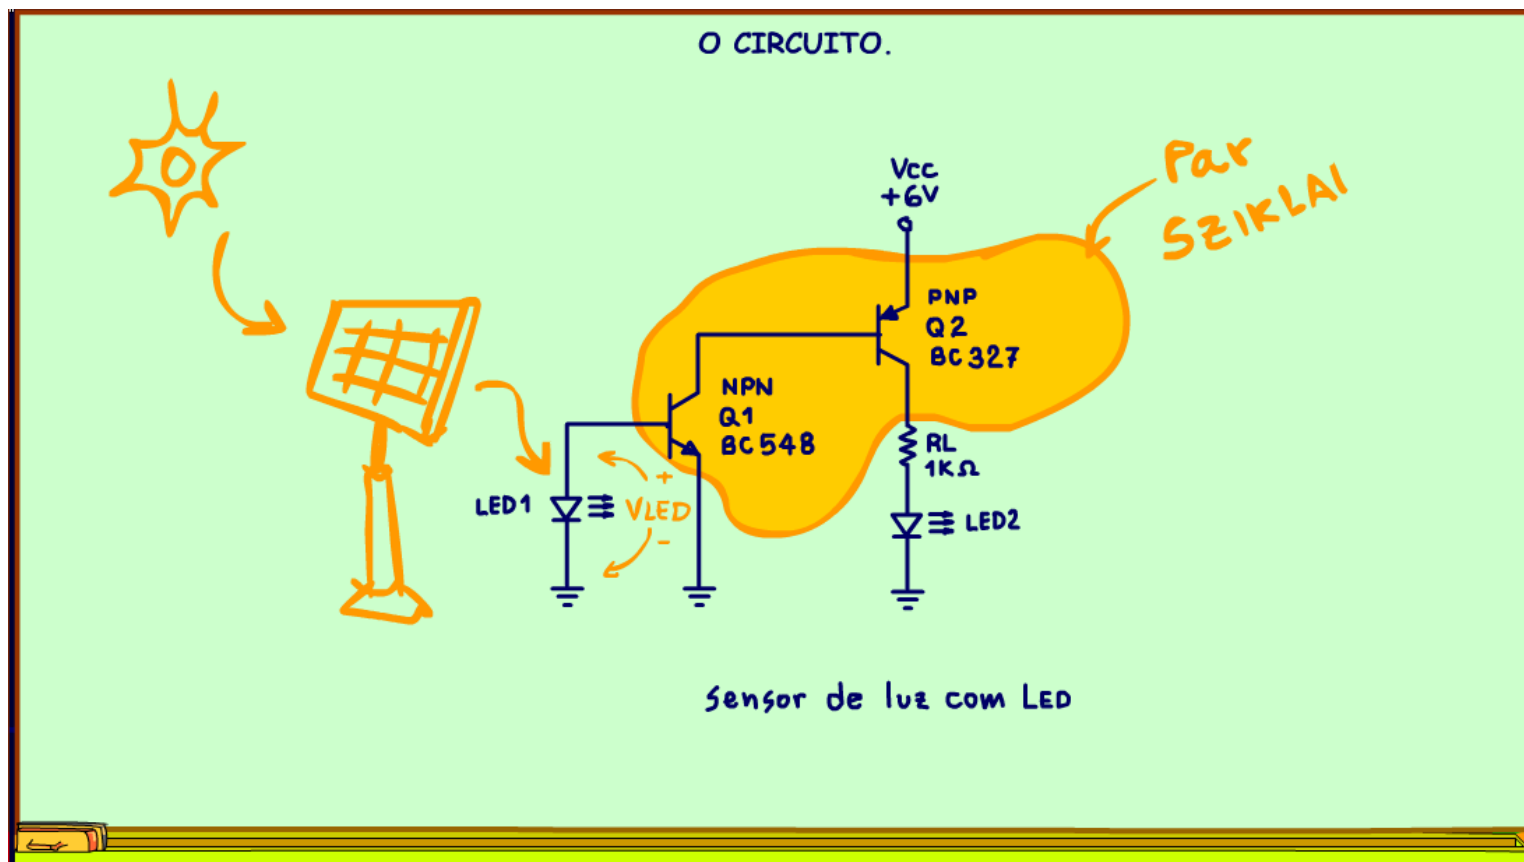 O CIRCUITO.
Par
SZIKLAI
Vcc
+6V
PNP
Q2
BC327
NPN
Q1
BC548
RL
1KΩ
LED1
+
VLED
-
LED2
Sensor de luz com LED